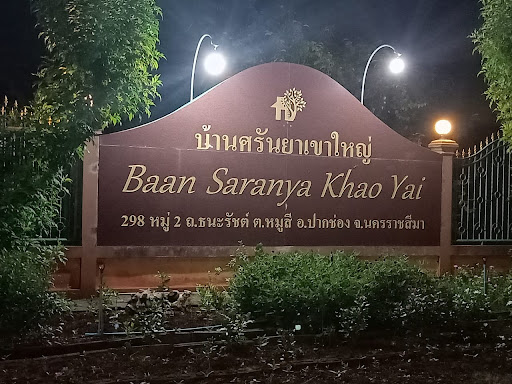 บ้านศรันยาเขาใหญ่
Baan Saranya Khao Yai
298 หมู่ 2 ถ.ธนะรัชต์ ต.หมูสี อ.ปากช่อง จ.นครราชสีมา